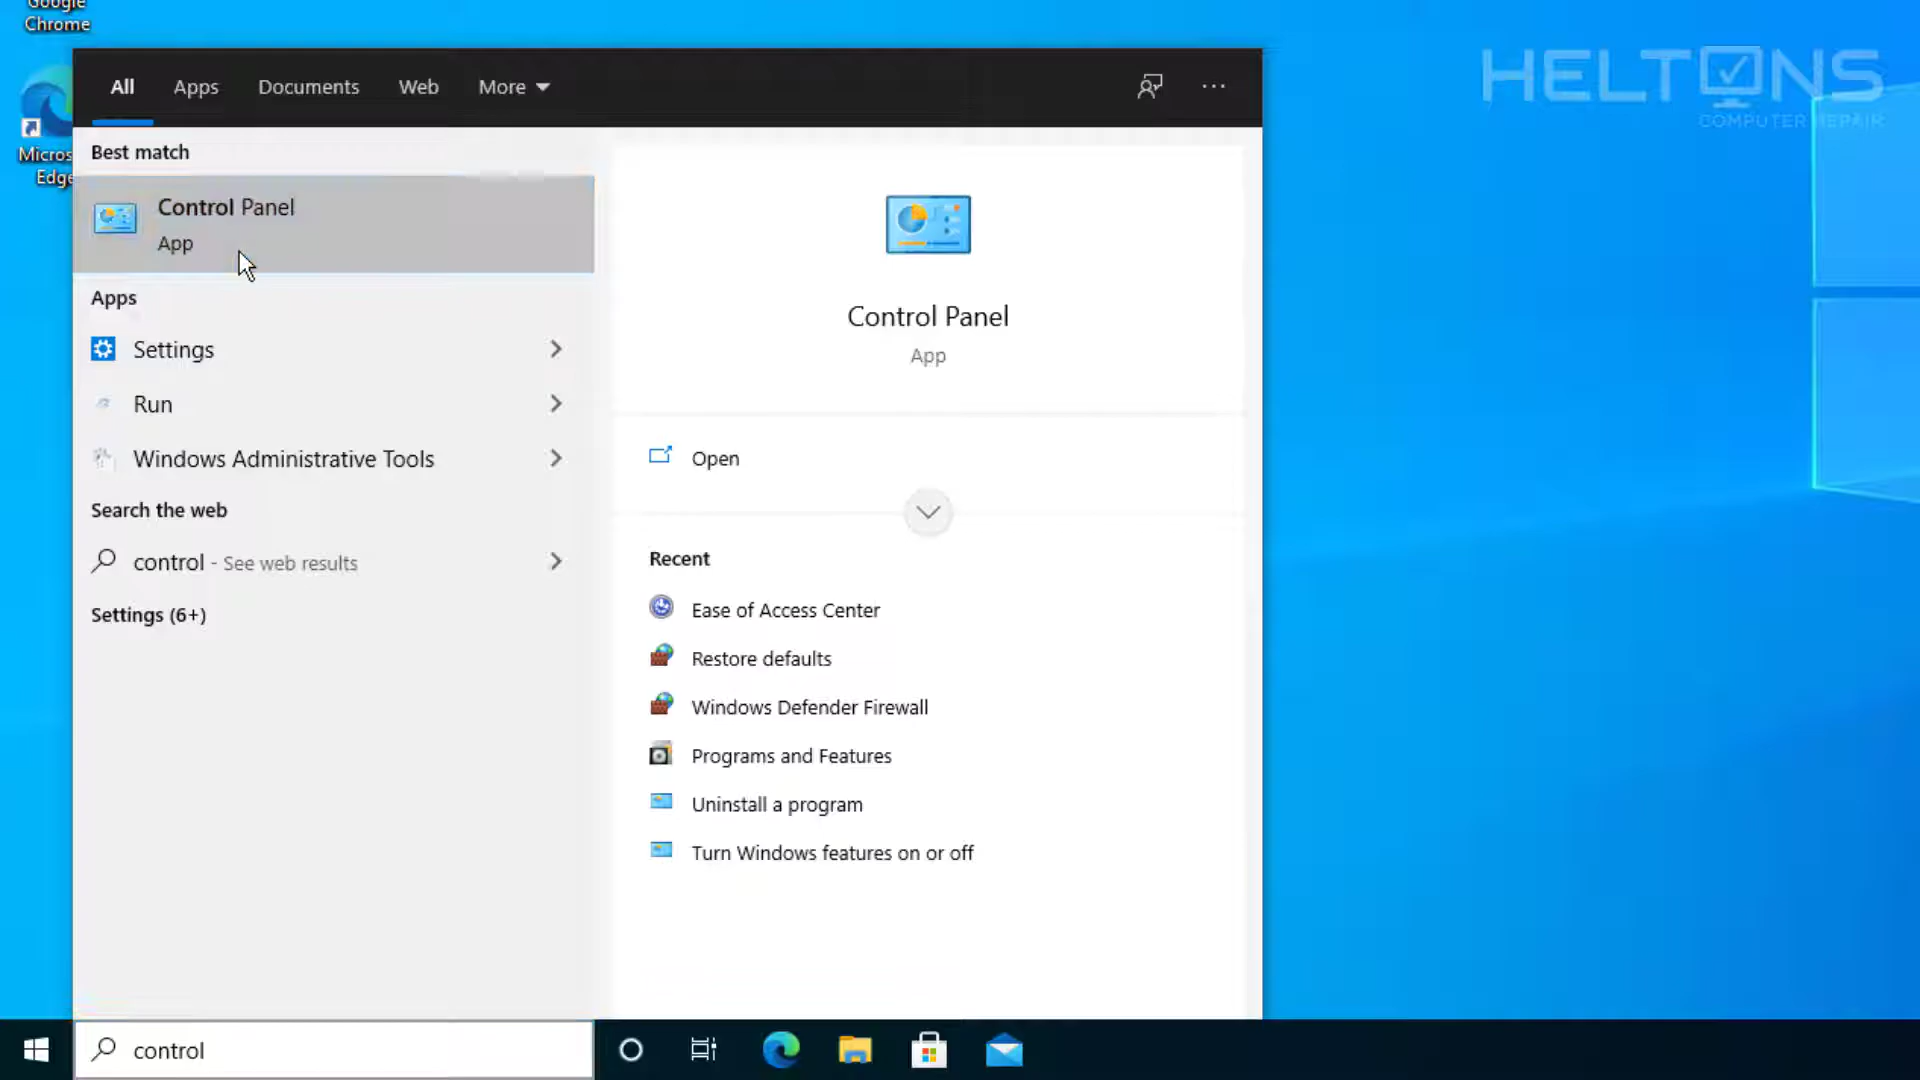 Google
Chrome
Micros
Edge
HELTONS
COMPUTER REPAIR
All
Apps
Documents
Web
More
Best match
Control Panel
App
Apps
Settings
Run
Windows Administrative Tools
Search the web
control - See web results
Settings (6+)
Control Panel
App
Open
Recent
Ease of Access Center
Restore defaults
Windows Defender Firewall
Programs and Features
Uninstall a program
Turn Windows features on or off
control